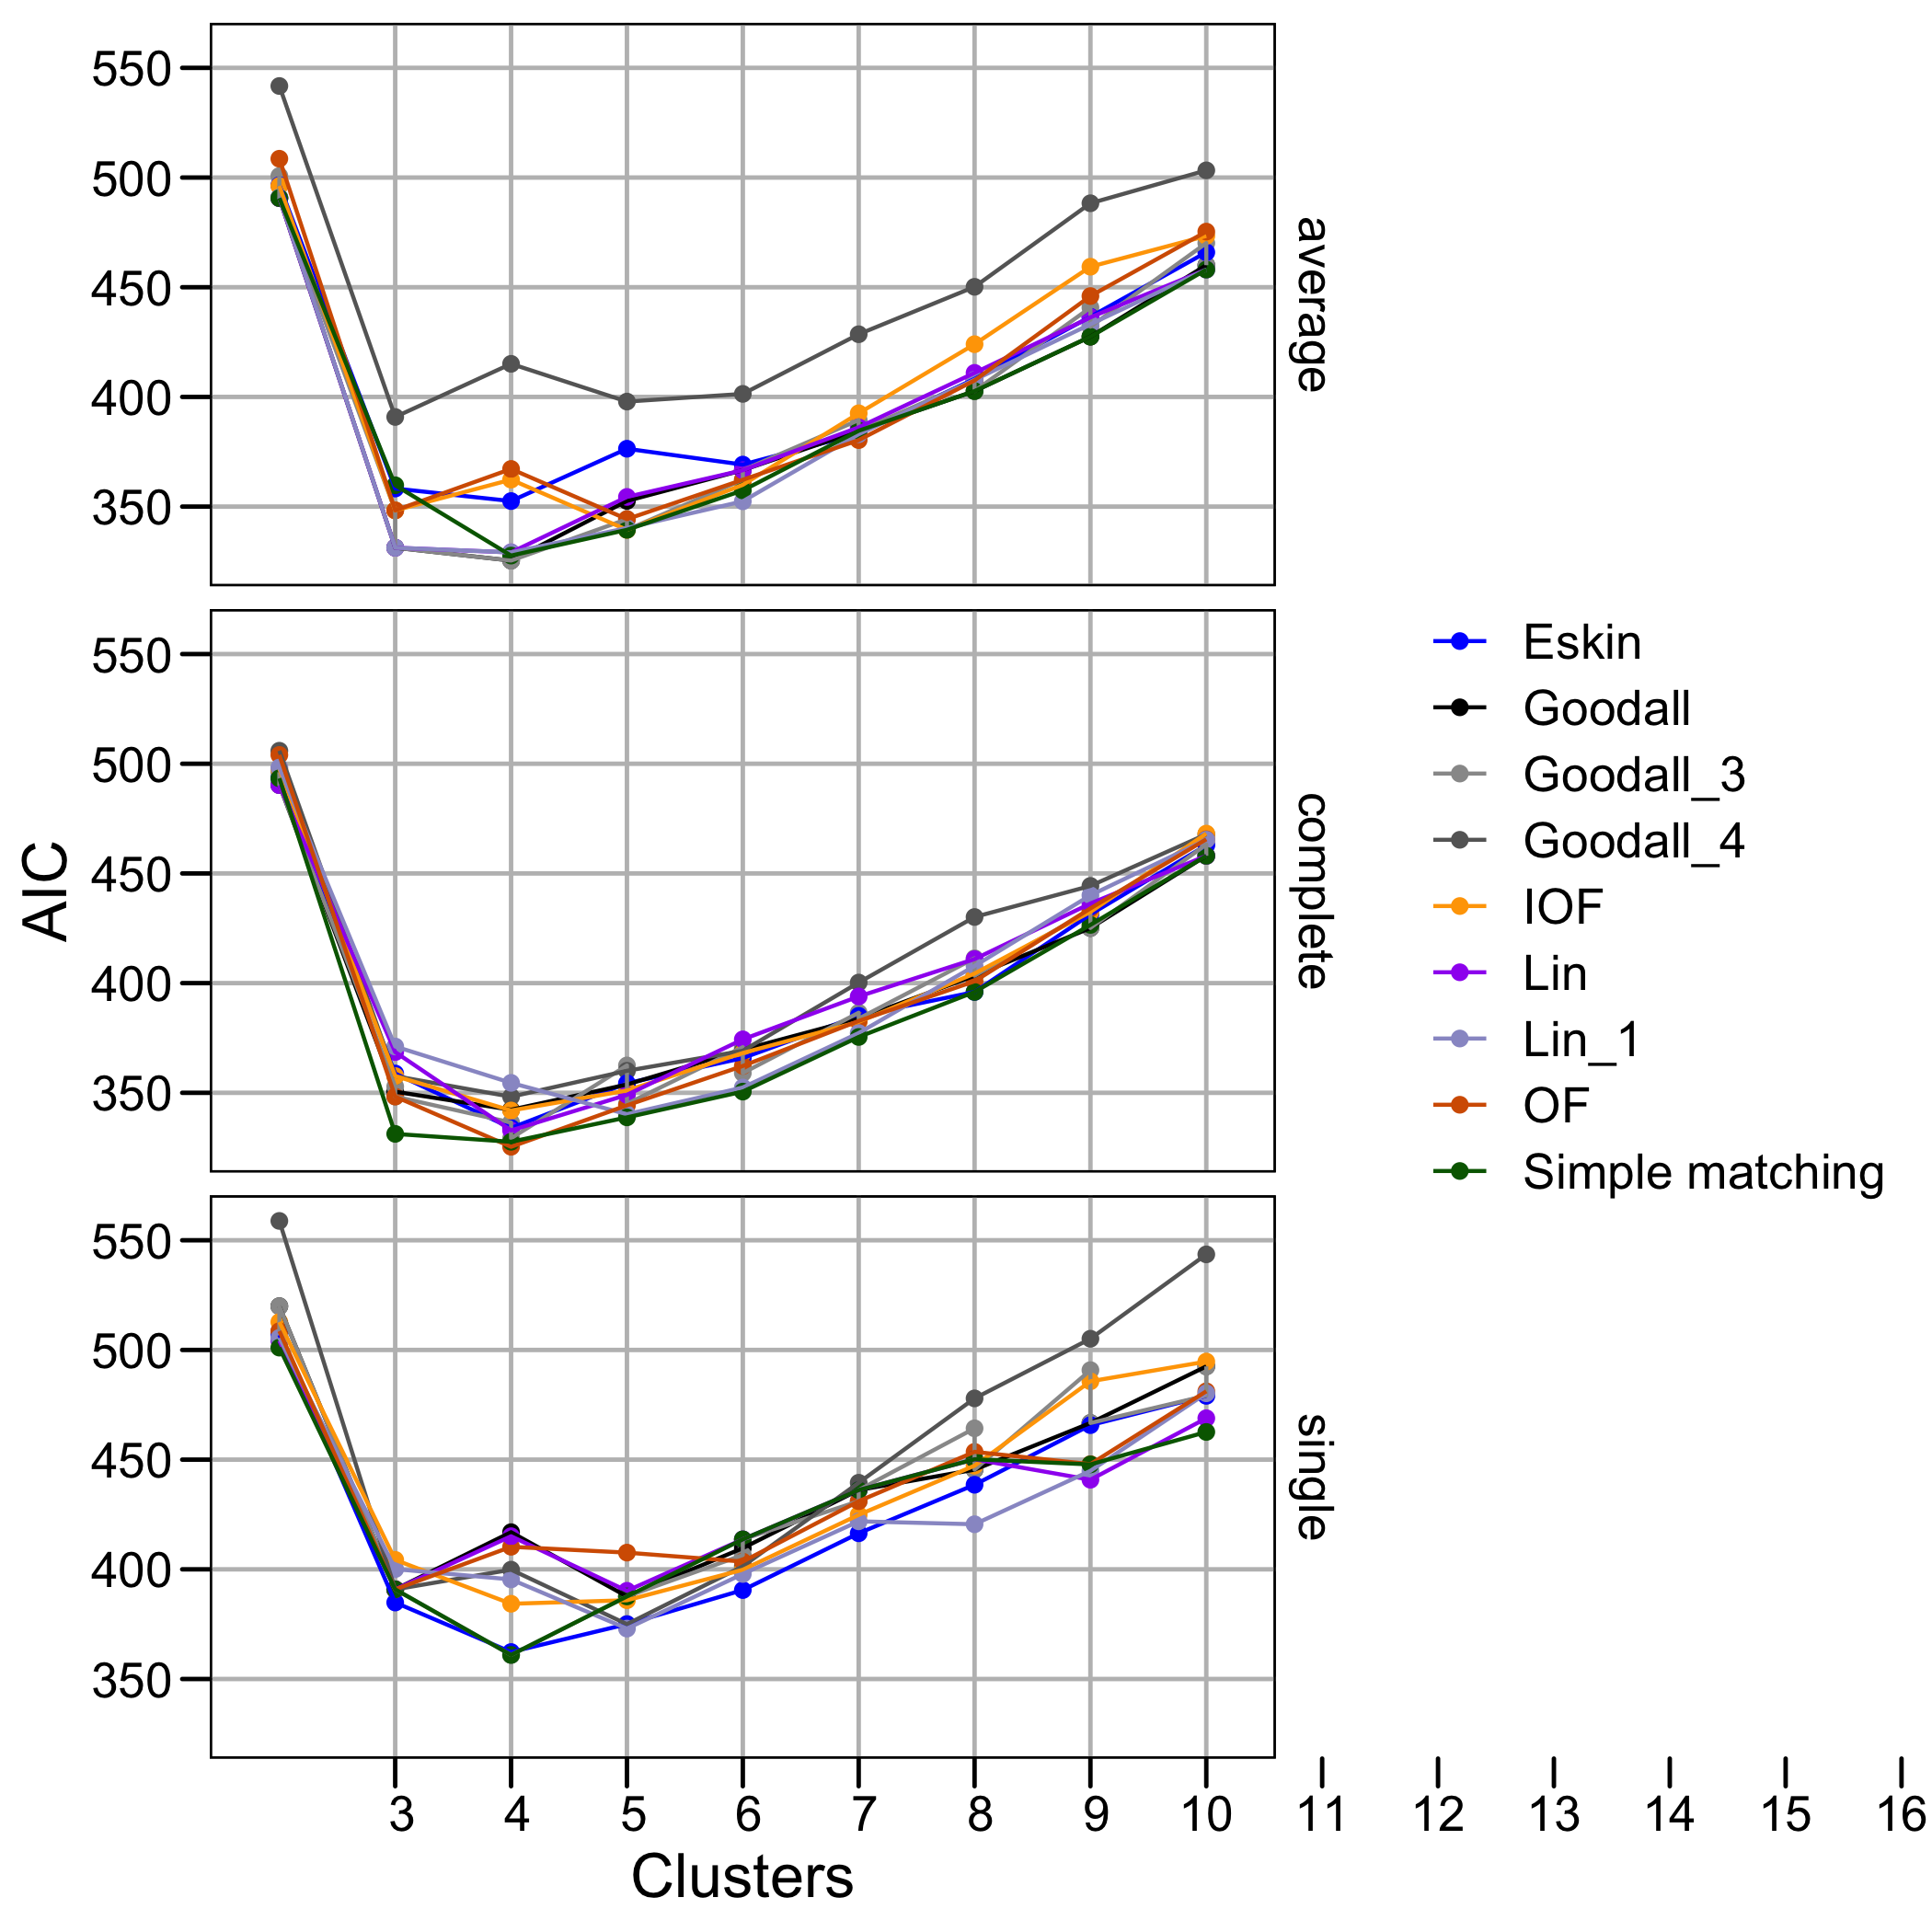 AIC
550
500
450
400
350
average
550
500
450
400
350
complete
550
500
450
400
350
single
3 4 5 6 7 8 9 10 11 12 13 14 15 16
Clusters
Eskin
Goodall
Goodall_3
Goodall_4
IOF
Lin
Lin_1
OF
Simple matching